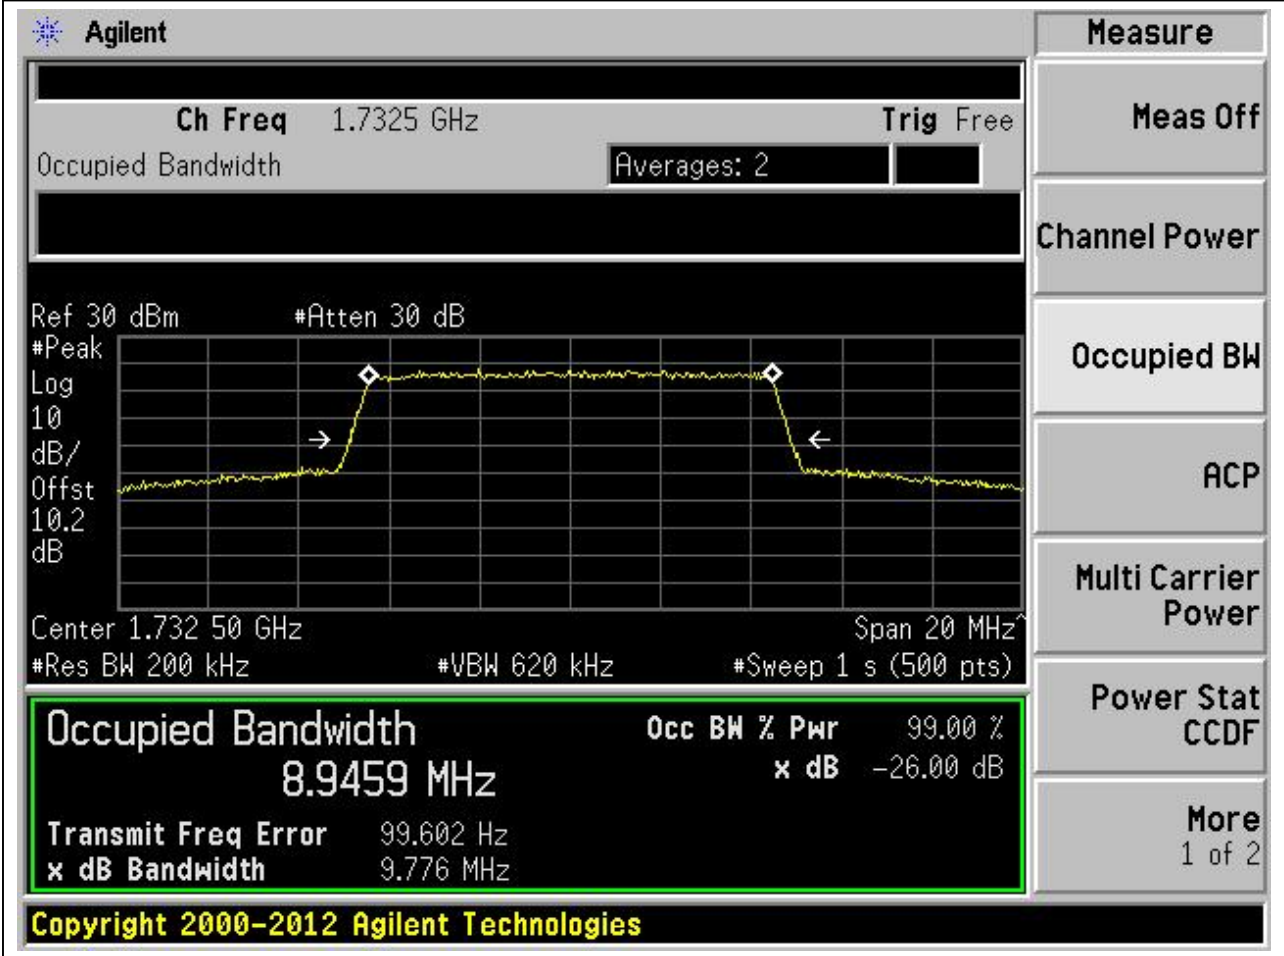 Agilent
Measure
Ch Freq 1.7325 GHz Trig Free
Meas Off
Occupied Bandwidth Averages: 2
Channel Power
Ref 30 dBm #Atten 30 dB
#Peak
Log
10
dB/
Offst
10.2
dB
Occupied BW
ACP
Multi Carrier
Power
Center 1.732 50 GHz Span 20 MHz^
#Res BW 200 kHz #VBW 620 kHz #Sweep 1 s (500 pts)
Power Stat
CCDF
Occupied Bandwidth Occ BW % Pwr 99.00 %
8.9459 MHz x dB -26.00 dB
Transmit Freq Error 99.602 Hz
x dB Bandwidth 9.776 MHz
More
1 of 2
Copyright 2000-2012 Agilent Technologies